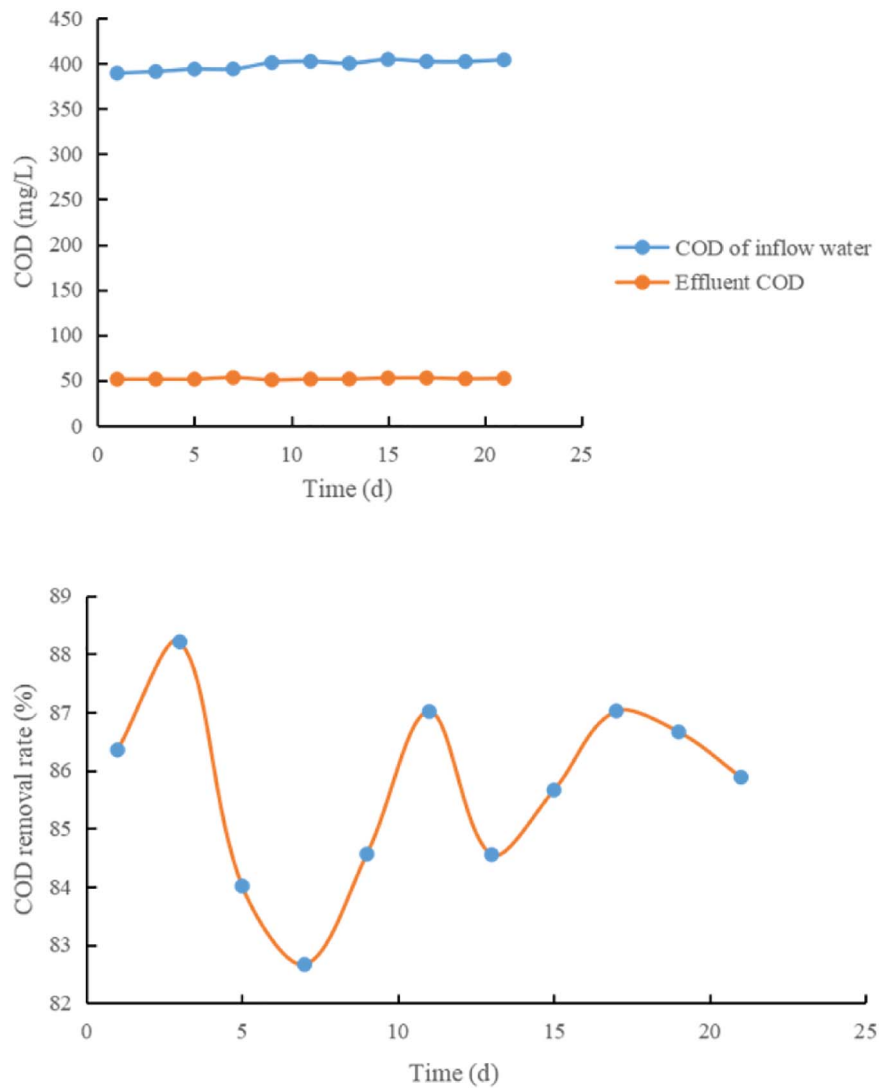 450
400
350
300
250
200
150
100
50
0
COD (mg/L)
0 5 10 15 20 25
Time (d)
COD of inflow water
Effluent COD
89
88
87
86
85
84
83
82
COD removal rate (%)
0 5 10 15 20 25
Time (d)